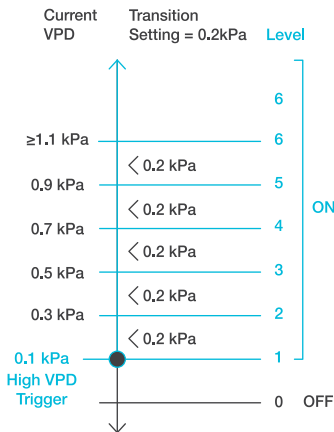 Current VPD
Transition Setting = 0.2kPa
Level
6
≥1.1 kPa
6
< 0.2 kPa
0.9 kPa
5
< 0.2 kPa
ON
0.7 kPa
4
< 0.2 kPa
0.5 kPa
3
< 0.2 kPa
0.3 kPa
2
< 0.2 kPa
0.1 kPa
1
High VPD
Trigger
0 OFF